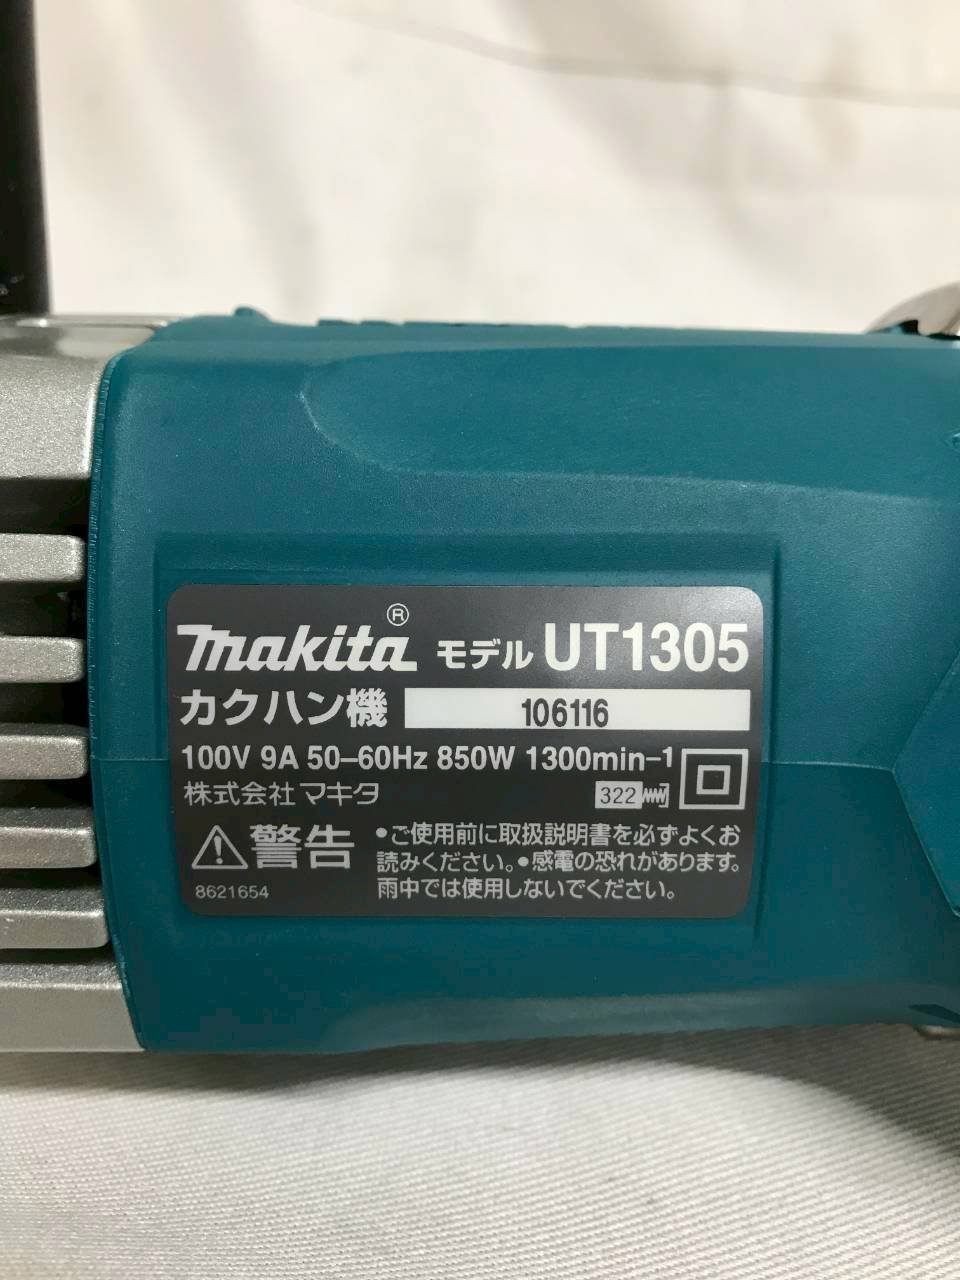 makita® モデル UT1305
カクハン機 106116
100V 9A 50–60Hz 850W 1300min-1
株式会社 マキタ 322
警告 •ご使用前に取扱説明書を必ずよくお
読みください。•感電の恐れがあります。
8621654 雨中では使用しないでください。